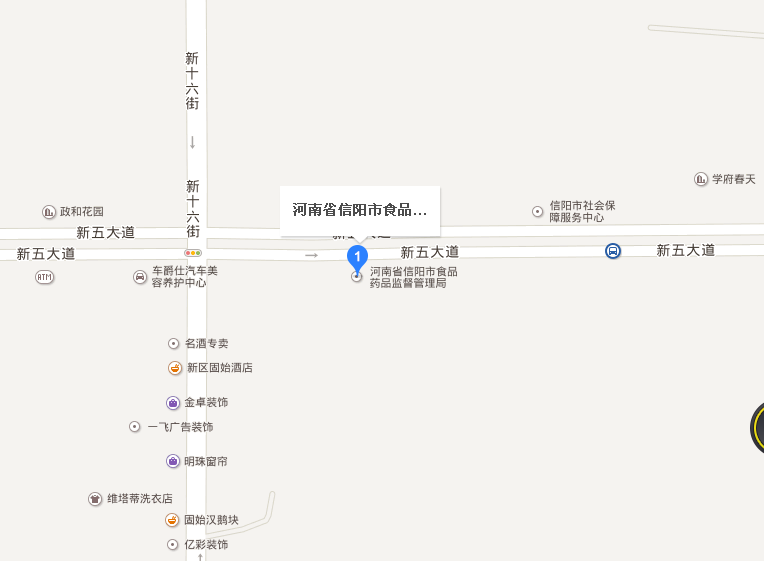 新十六街
学府春天
新十六街
政和花园
河南省信阳市食品...
信阳市社会保
障服务中心
新五大道
新五大道
新五大道
新五大道
ATM
车爵仕汽车美
容养护中心
1
河南省信阳市食品
药品监督管理局
名酒专卖
新区固始酒店
金卓装饰
一飞广告装饰
明珠窗帘
维塔蒂洗衣店
固始汉鹅块
亿彩装饰